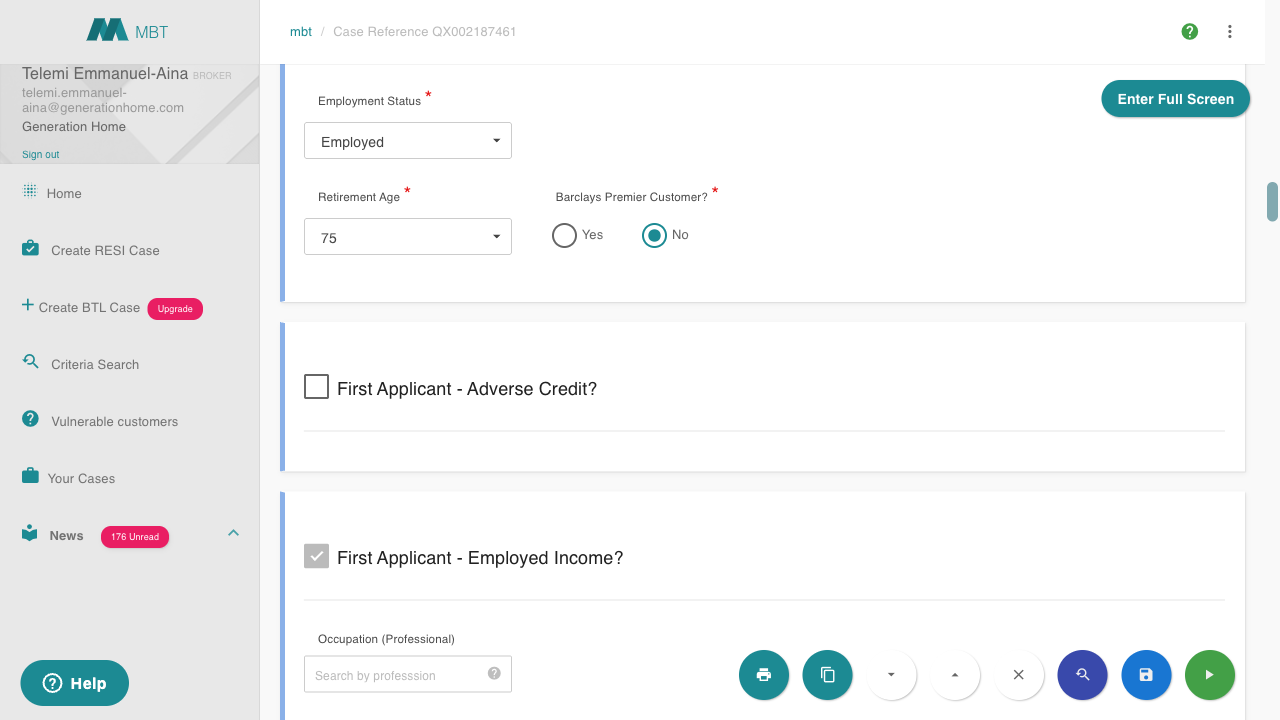 MBT
mbt / Case Reference QX002187461
Telemi Emmanuel-Aina BROKER
telemi.emmanuel-
aina@generationhome.com
Generation Home
Sign out
Home
Create RESI Case
Create BTL Case Upgrade
Criteria Search
Vulnerable customers
Your Cases
News 176 Unread
Help
Enter Full Screen
Employment Status *
Employed
Retirement Age * Barclays Premier Customer? *
75 Yes No
First Applicant - Adverse Credit?
First Applicant - Employed Income?
Occupation (Professional)
Search by professsion